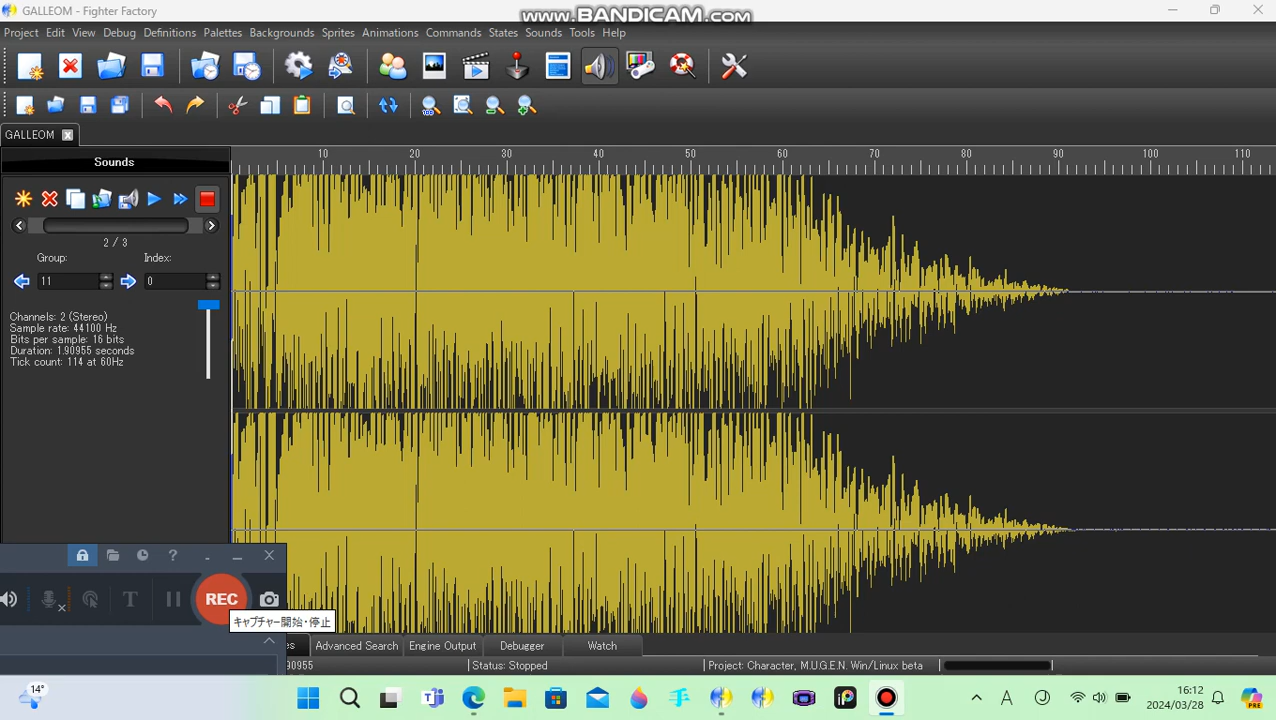 GALLEOM - Fighter Factory
www.BANDICAM.com
Project Edit View Debug Definitions Palettes Backgrounds Sprites Animations Commands States Sounds Tools Help
GALLEOM
Sounds
10 20 30 40 50 60 70 80 90 100 110
2 / 3
Group: Index:
11 0
Channels: 2 (Stereo)
Sample rate: 44100 Hz
Bits per sample: 16 bits
Duration: 1.90955 seconds
Tick count: 114 at 60Hz
REC
キャプチャー開始・停止
es Advanced Search Engine Output Debugger Watch
90955 Status: Stopped Project: Character, M.U.G.E.N. Win/Linux beta
14°
A
16:12
2024/03/28
PRE